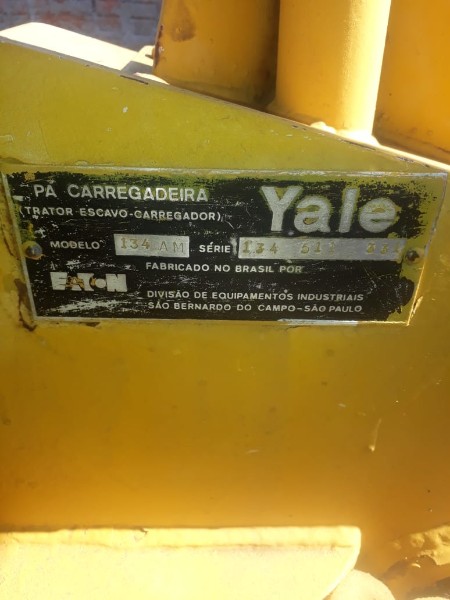 PÁ CARREGADEIRA
Yale
(TRATOR ESCAVO-CARREGADOR)
MODELO 134 AM SÉRIE 134
FABRICADO NO BRASIL POR
EATON
DIVISÃO DE EQUIPAMENTOS INDUSTRIAIS
SÃO BERNARDO DO CAMPO-SÃO PAULO